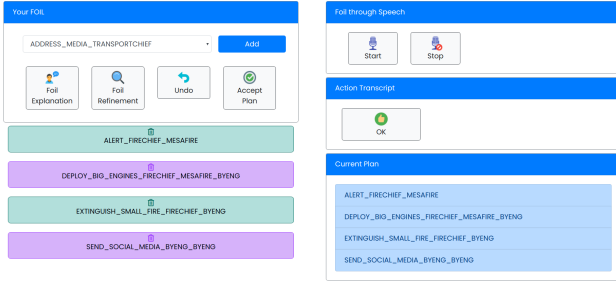 Your FOIL
ADDRESS_MEDIA_TRANSPORTCHIEF
Add
Foil
Explanation
Foil
Refinement
Undo
Accept
Plan
ALERT_FIRECHIEF_MESAFIRE
DEPLOY_BIG_ENGINES_FIRECHIEF_MESAFIRE_BYENG
EXTINGUISH_SMALL_FIRE_FIRECHIEF_BYENG
SEND_SOCIAL_MEDIA_BYENG_BYENG
Foil through Speech
Start
Stop
Action Transcript
OK
Current Plan
ALERT_FIRECHIEF_MESAFIRE
DEPLOY_BIG_ENGINES_FIRECHIEF_MESAFIRE_BYENG
EXTINGUISH_SMALL_FIRE_FIRECHIEF_BYENG
SEND_SOCIAL_MEDIA_BYENG_BYENG